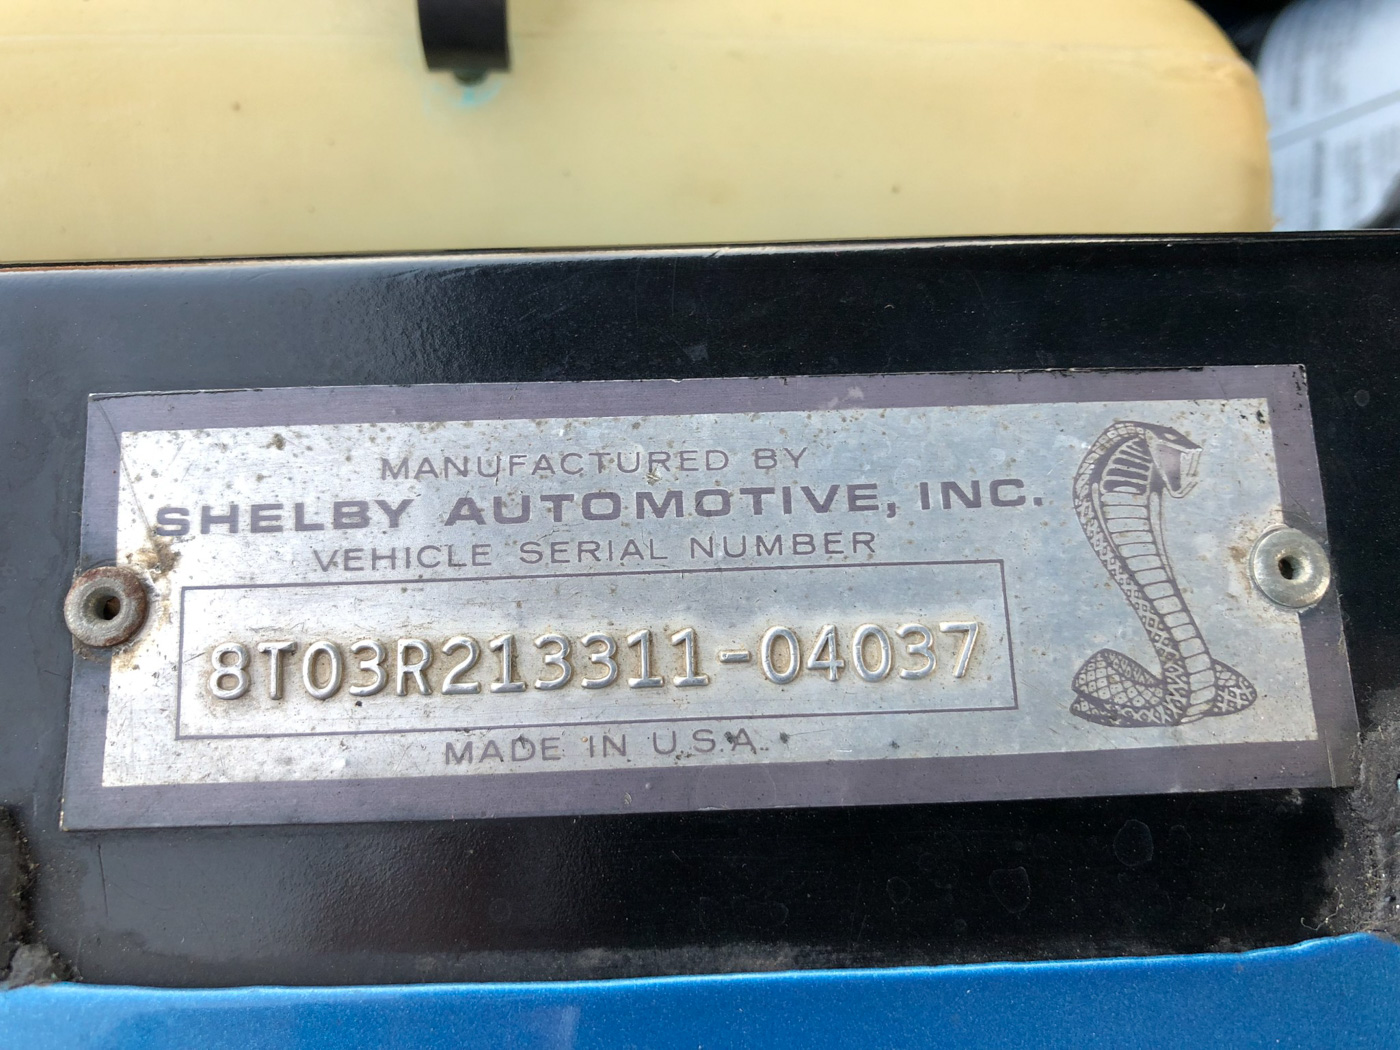 MANUFACTURED BY
SHELBY AUTOMOTIVE, INC.
VEHICLE SERIAL NUMBER
8T03R213311-04037
MADE IN U.S.A.